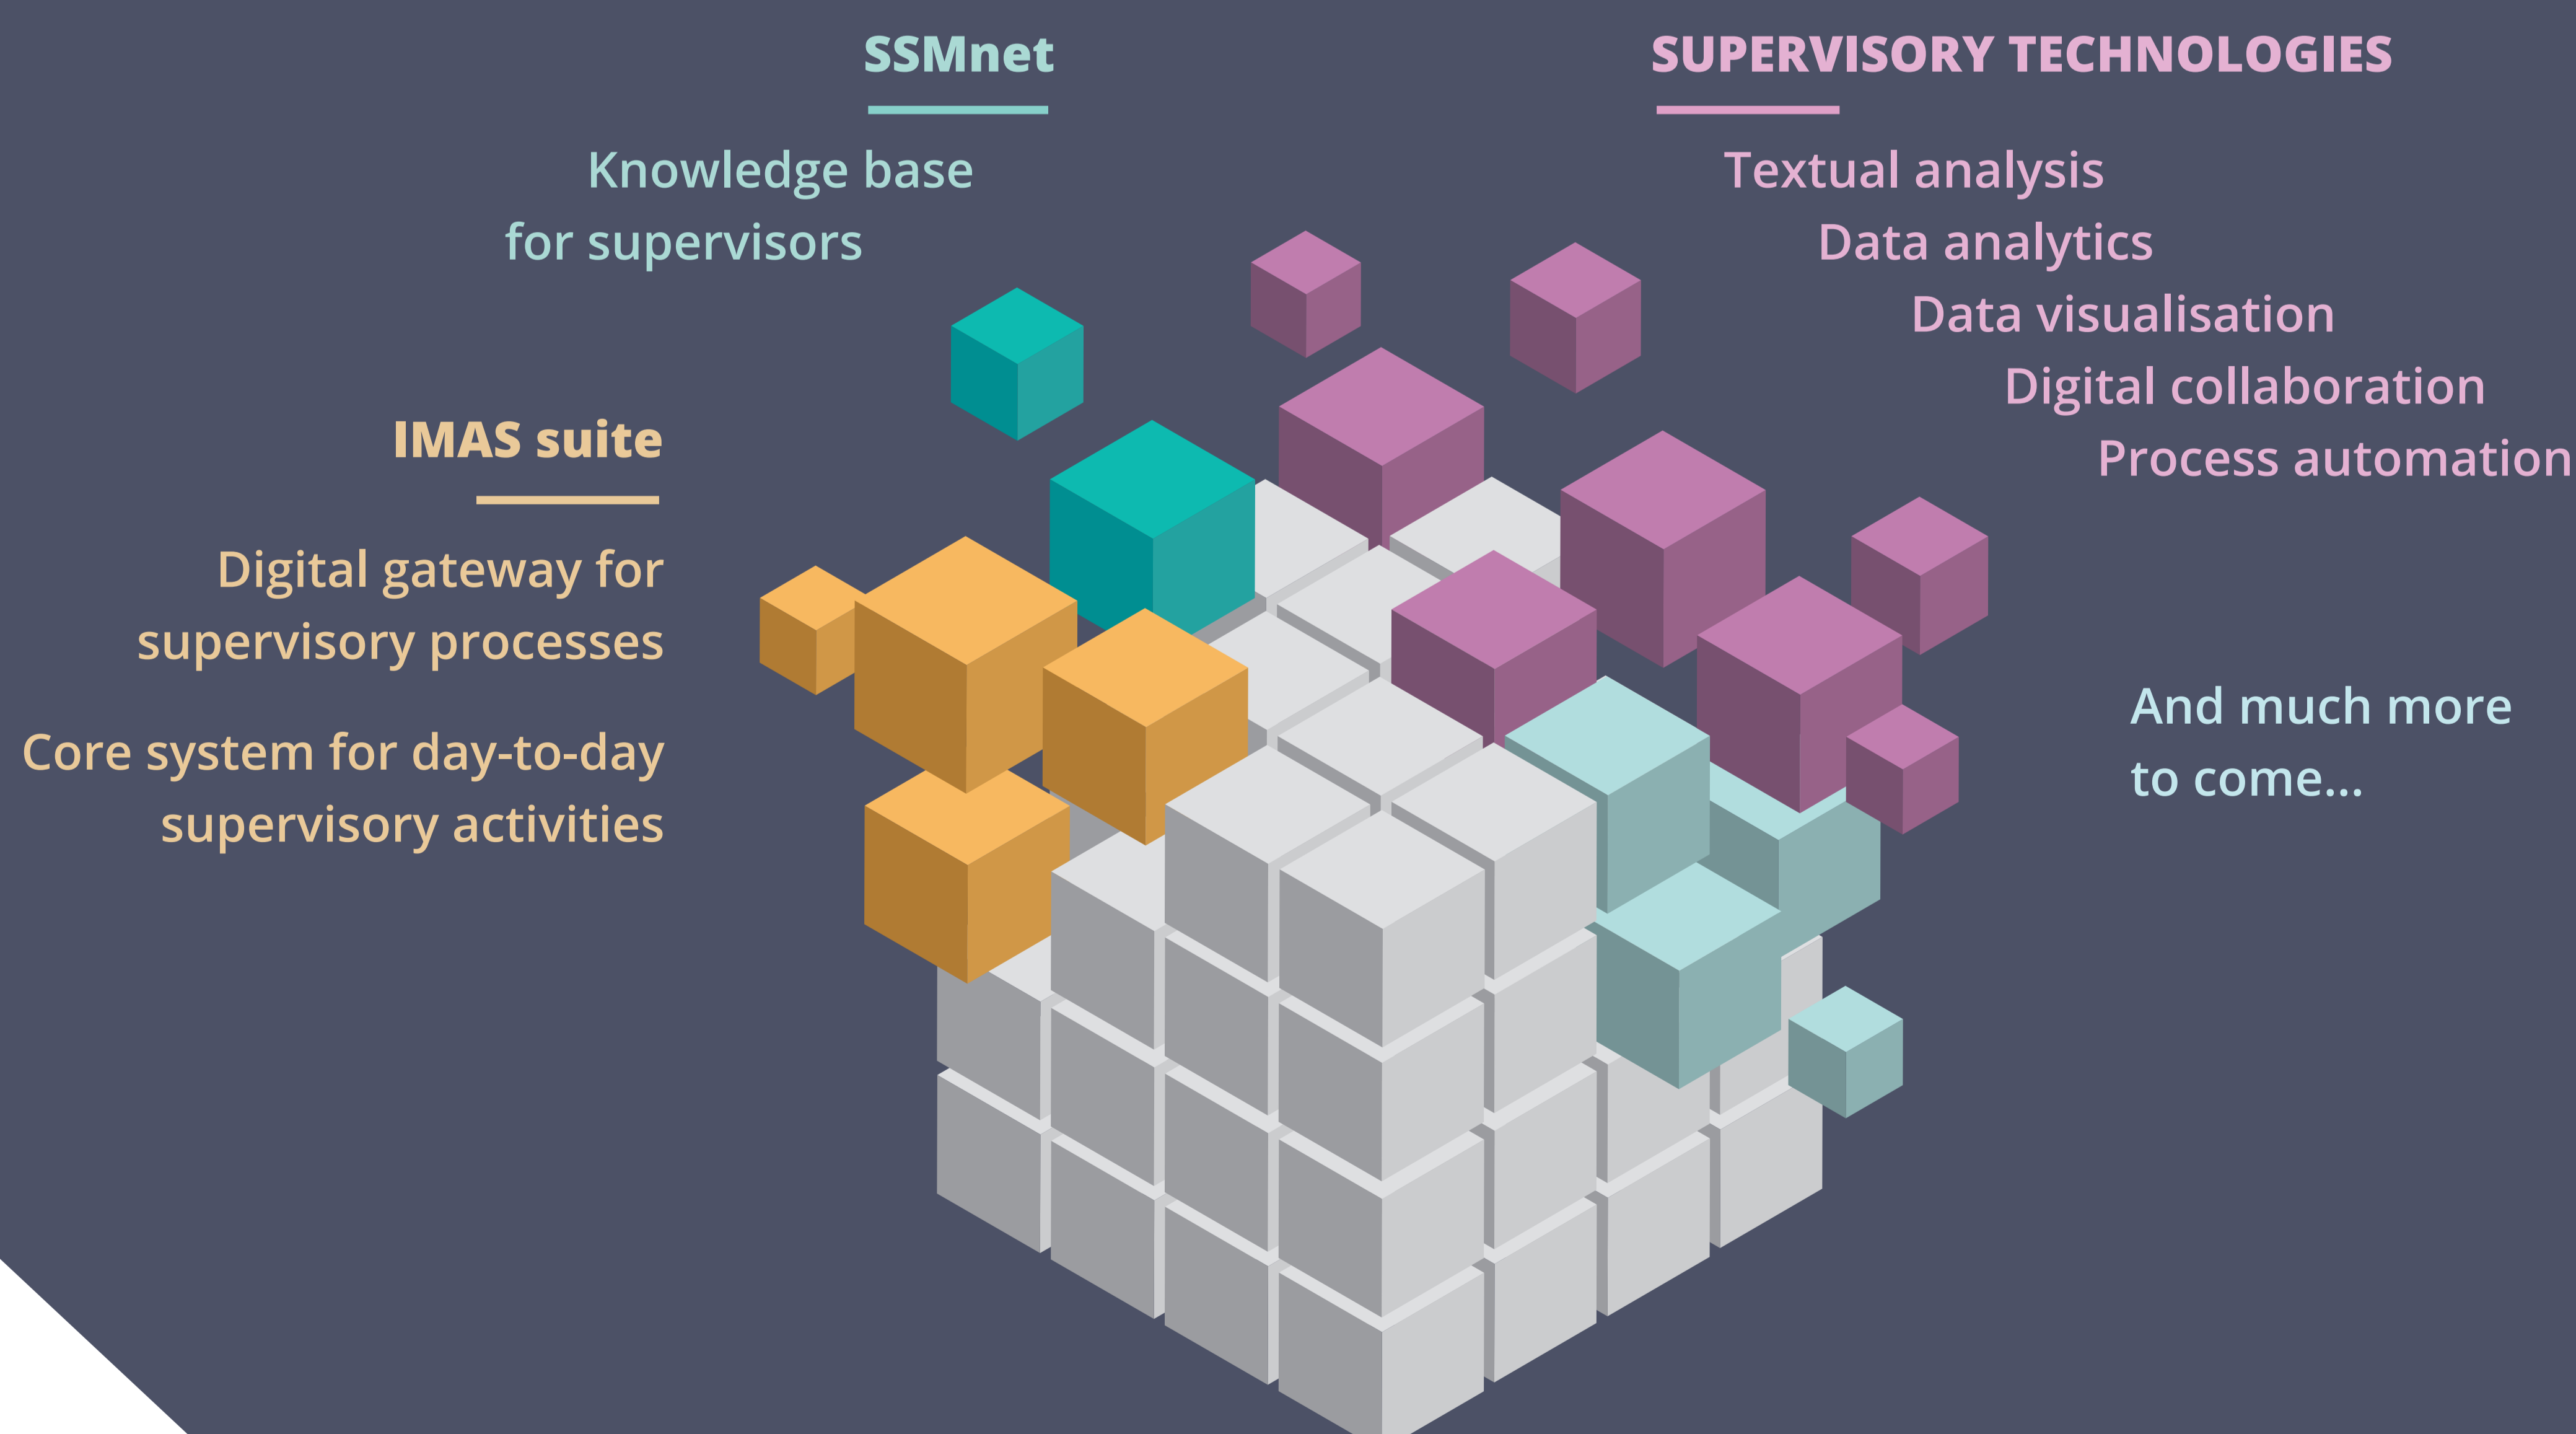 SSMnet
Knowledge base
for supervisors
SUPERVISORY TECHNOLOGIES
Textual analysis
Data analytics
Data visualisation
Digital collaboration
Process automation
IMAS suite
Digital gateway for
supervisory processes
Core system for day-to-day
supervisory activities
And much more
to come...